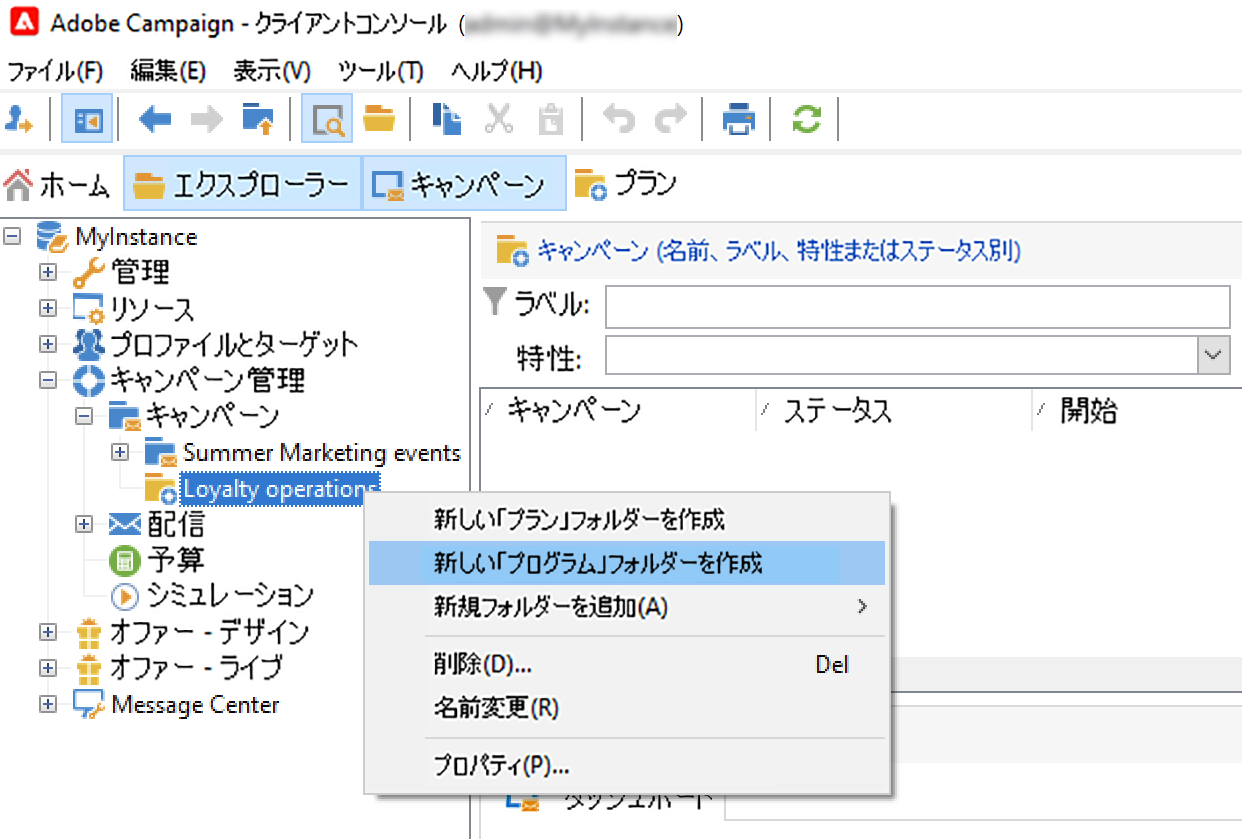 Adobe Campaign - クライアントコンソール ( )
ファイル(F) 編集(E) 表示(V) ツール(T) ヘルプ(H)
ホーム エクスプローラー キャンペーン プラン
MyInstance
管理
リソース
プロファイルとターゲット
キャンペーン管理
キャンペーン
Summer Marketing events
Loyalty operations
配信
予算
シミュレーション
オファー - デザイン
オファー - ライブ
Message Center
キャンペーン (名前、ラベル、特性またはステータス別)
ラベル:
特性:
キャンペーン ステータス 開始
新しい「プラン」フォルダーを作成
新しい「プログラム」フォルダーを作成
新規フォルダーを追加(A)
削除(D)... Del
名前変更(R)
プロパティ(P)...
ダッシュボード